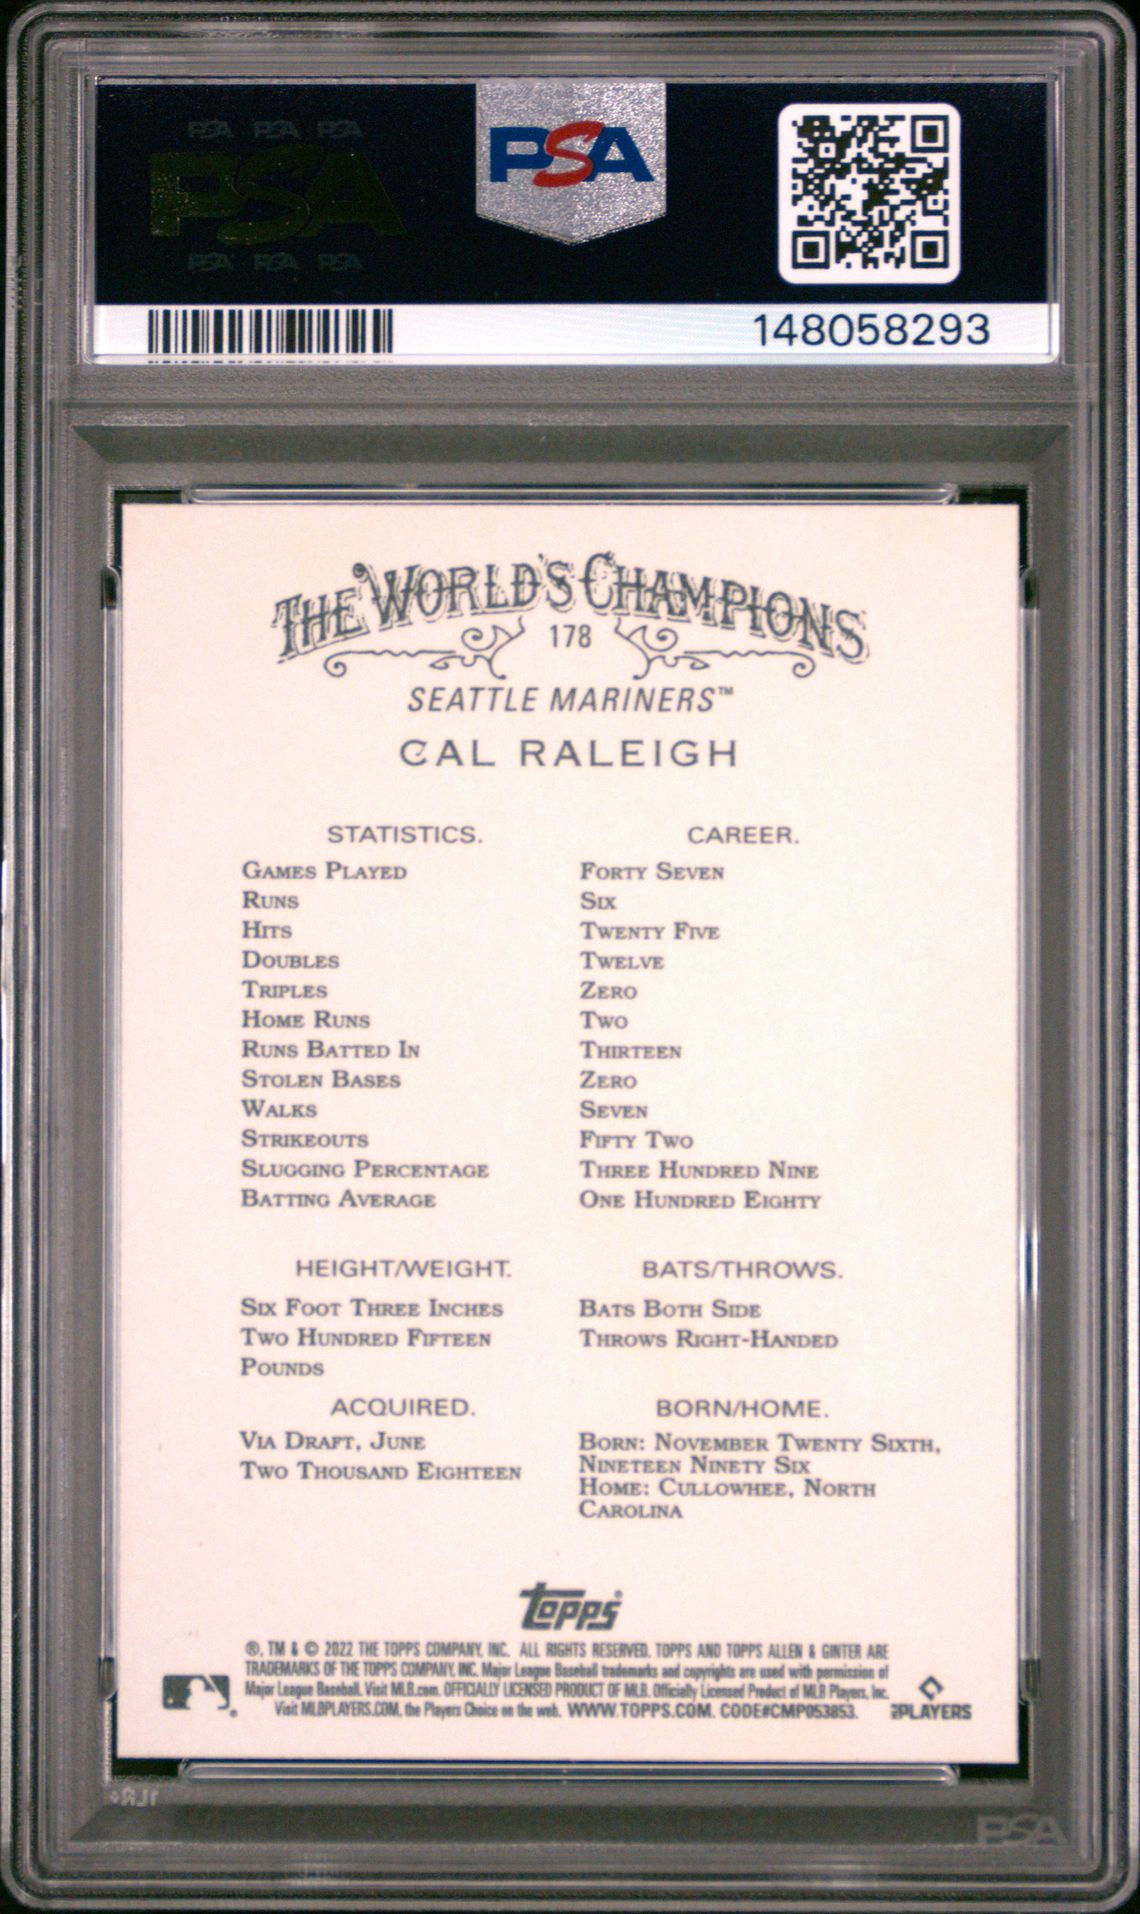 PSA PSA PSA
PSA
PSA PSA PSA
PSA
148058293
THE WORLD'S CHAMPIONS
178
SEATTLE MARINERS™
CAL RALEIGH
STATISTICS. CAREER.
GAMES PLAYED FORTY SEVEN
RUNS SIX
HITS TWENTY FIVE
DOUBLES TWELVE
TRIPLES ZERO
HOME RUNS TWO
RUNS BATTED IN THIRTEEN
STOLEN BASES ZERO
WALKS SEVEN
STRIKEOUTS FIFTY TWO
SLUGGING PERCENTAGE THREE HUNDRED NINE
BATTING AVERAGE ONE HUNDRED EIGHTY
HEIGHT/WEIGHT. BATS/THROWS.
SIX FOOT THREE INCHES BATS BOTH SIDE
TWO HUNDRED FIFTEEN THROWS RIGHT-HANDED
POUNDS
ACQUIRED. BORN/HOME.
VIA DRAFT, JUNE BORN: NOVEMBER TWENTY SIXTH,
TWO THOUSAND EIGHTEEN NINETEEN NINETY SIX
HOME: CULLOWHEE, NORTH
CAROLINA
topps®
®, TM & © 2022 THE TOPPS COMPANY, INC. ALL RIGHTS RESERVED. TOPPS AND TOPPS ALLEN & GINTER ARE
TRADEMARKS OF THE TOPPS COMPANY, INC. Major League Baseball trademarks and copyrights are used with permission of
Major League Baseball. Visit MLB.com. OFFICIALLY LICENSED PRODUCT OF MLB. Officially Licensed Product of MLB Players, Inc.
Visit MLBPLAYERS.COM, the Players Choice on the web. WWW.TOPPS.COM. CODE#CMP053853.
PLAYERS
PSA